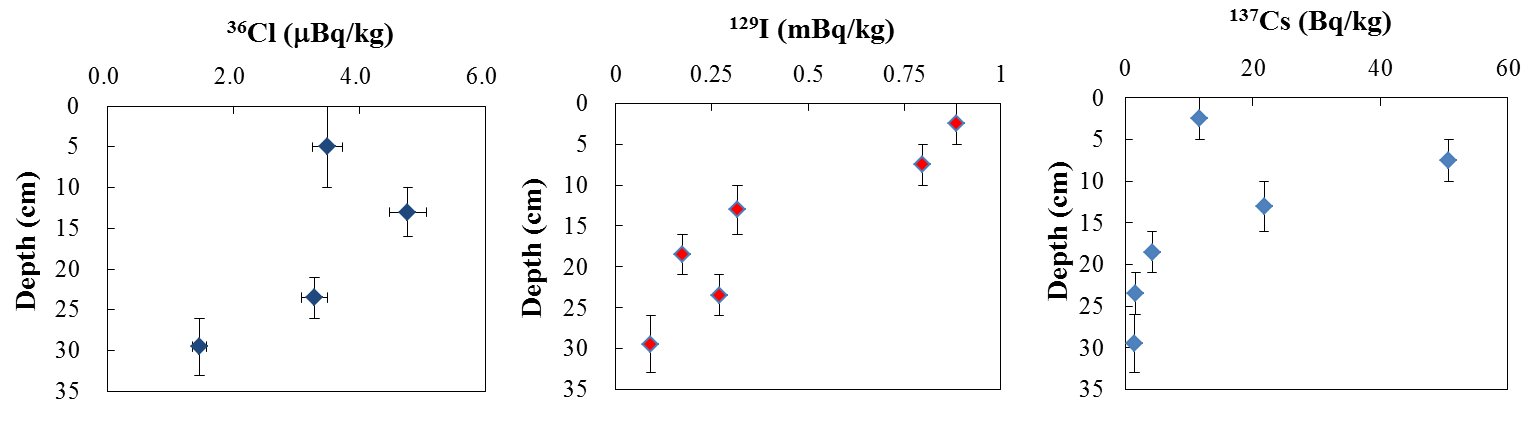 ³⁶Cl (μBq/kg)
0.0 2.0 4.0 6.0
Depth (cm)
0
5
10
15
20
25
30
35
¹²⁹I (mBq/kg)
0 0.25 0.5 0.75 1
Depth (cm)
0
5
10
15
20
25
30
35
¹³⁷Cs (Bq/kg)
0 20 40 60
Depth (cm)
0
5
10
15
20
25
30
35